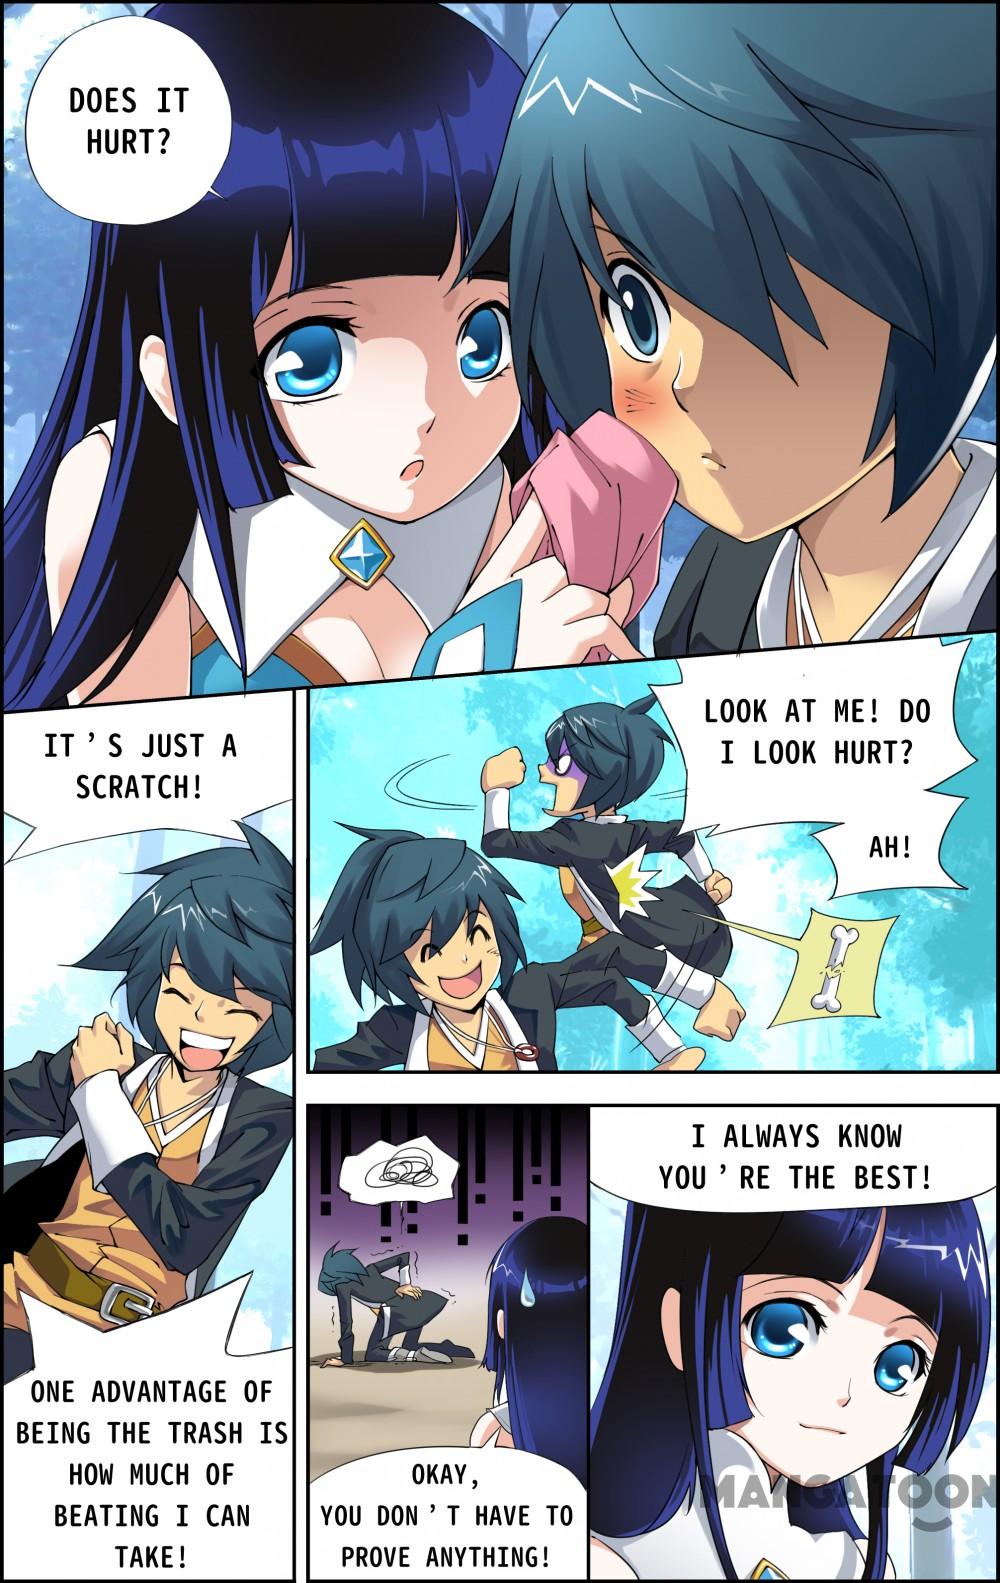 DOES IT
HURT?
IT'S JUST A
SCRATCH!
ONE ADVANTAGE OF
BEING THE TRASH IS
HOW MUCH OF
BEATING I CAN
TAKE!
LOOK AT ME! DO
I LOOK HURT?
AH!
OKAY,
YOU DON'T HAVE TO
PROVE ANYTHING!
I ALWAYS KNOW
YOU'RE THE BEST!
MANGATOON